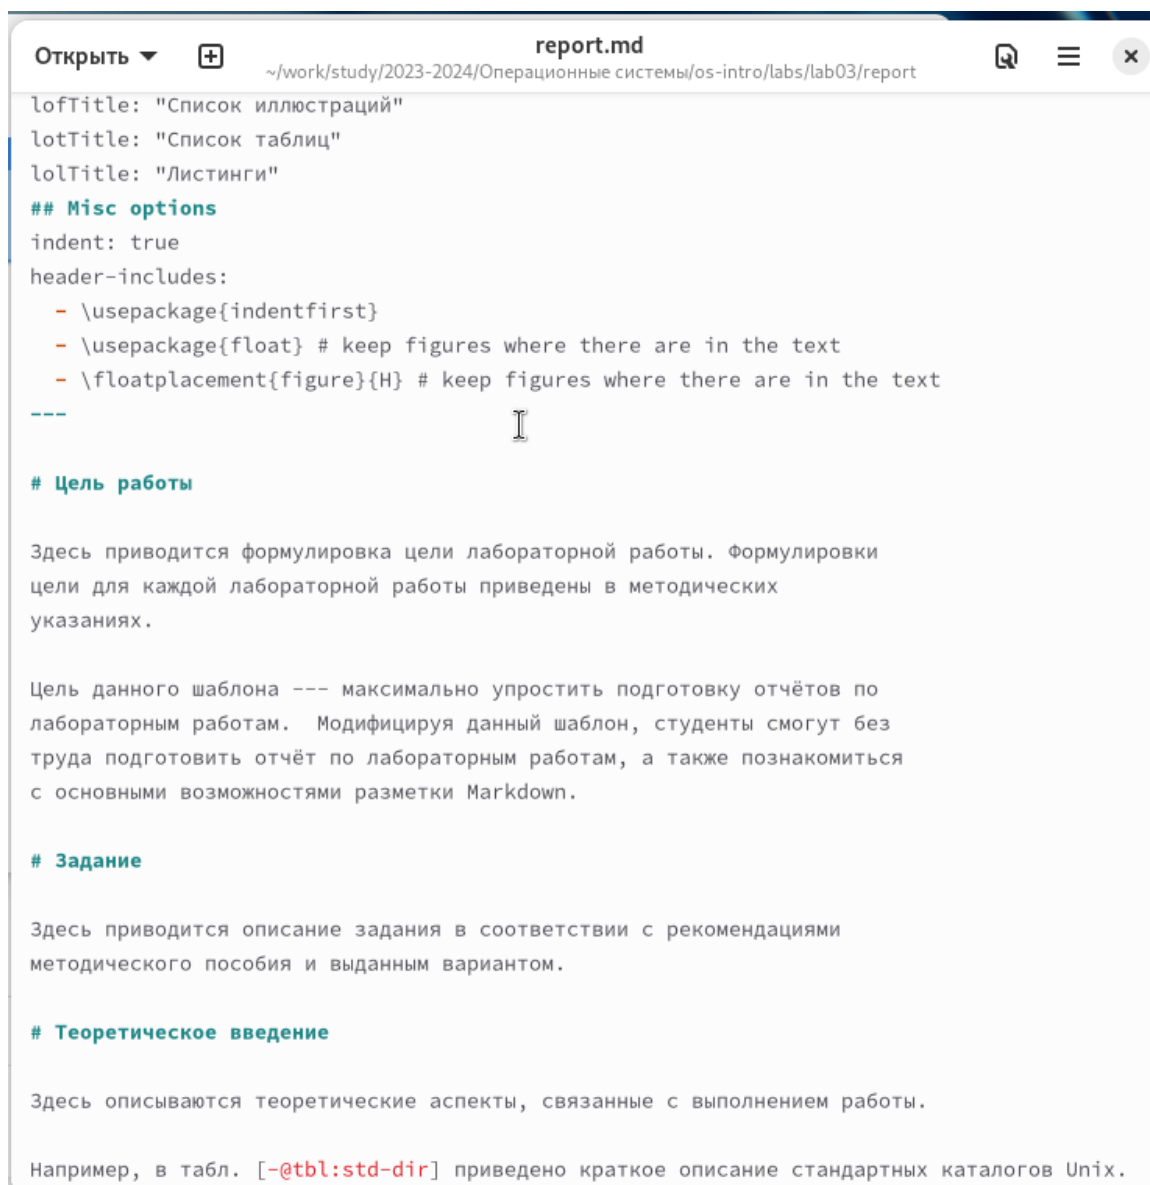 Открыть
report.md
~/work/study/2023-2024/Операционные системы/os-intro/labs/lab03/report
lofTitle: "Список иллюстраций"
lotTitle: "Список таблиц"
lolTitle: "Листинги"
## Misc options
indent: true
header-includes:
  - \usepackage{indentfirst}
  - \usepackage{float} # keep figures where there are in the text
  - \floatplacement{figure}{H} # keep figures where there are in the text
---
# Цель работы
Здесь приводится формулировка цели лабораторной работы. Формулировки
цели для каждой лабораторной работы приведены в методических
указаниях.
Цель данного шаблона --- максимально упростить подготовку отчётов по
лабораторным работам.  Модифицируя данный шаблон, студенты смогут без
труда подготовить отчёт по лабораторным работам, а также познакомиться
с основными возможностями разметки Markdown.
# Задание
Здесь приводится описание задания в соответствии с рекомендациями
методического пособия и выданным вариантом.
# Теоретическое введение
Здесь описываются теоретические аспекты, связанные с выполнением работы.
Например, в табл. [-@tbl:std-dir] приведено краткое описание стандартных каталогов Unix.